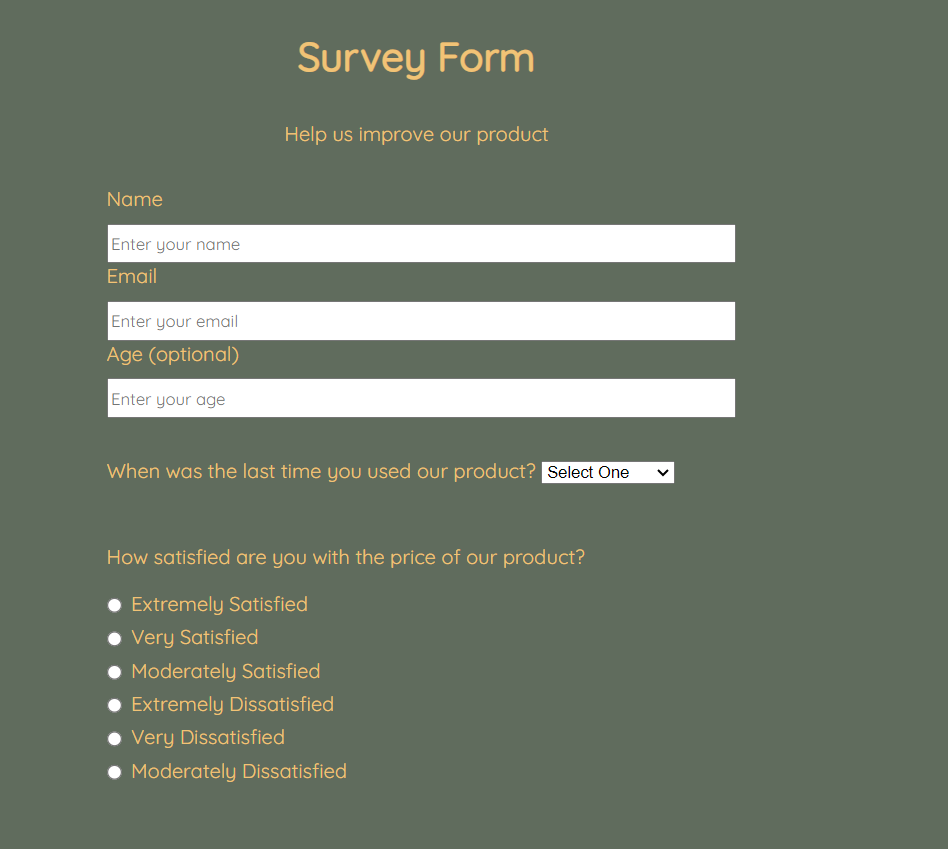 Survey Form
Help us improve our product
Name
Enter your name
Email
Enter your email
Age (optional)
Enter your age
When was the last time you used our product? Select One
How satisfied are you with the price of our product?
Extremely Satisfied
Very Satisfied
Moderately Satisfied
Extremely Dissatisfied
Very Dissatisfied
Moderately Dissatisfied